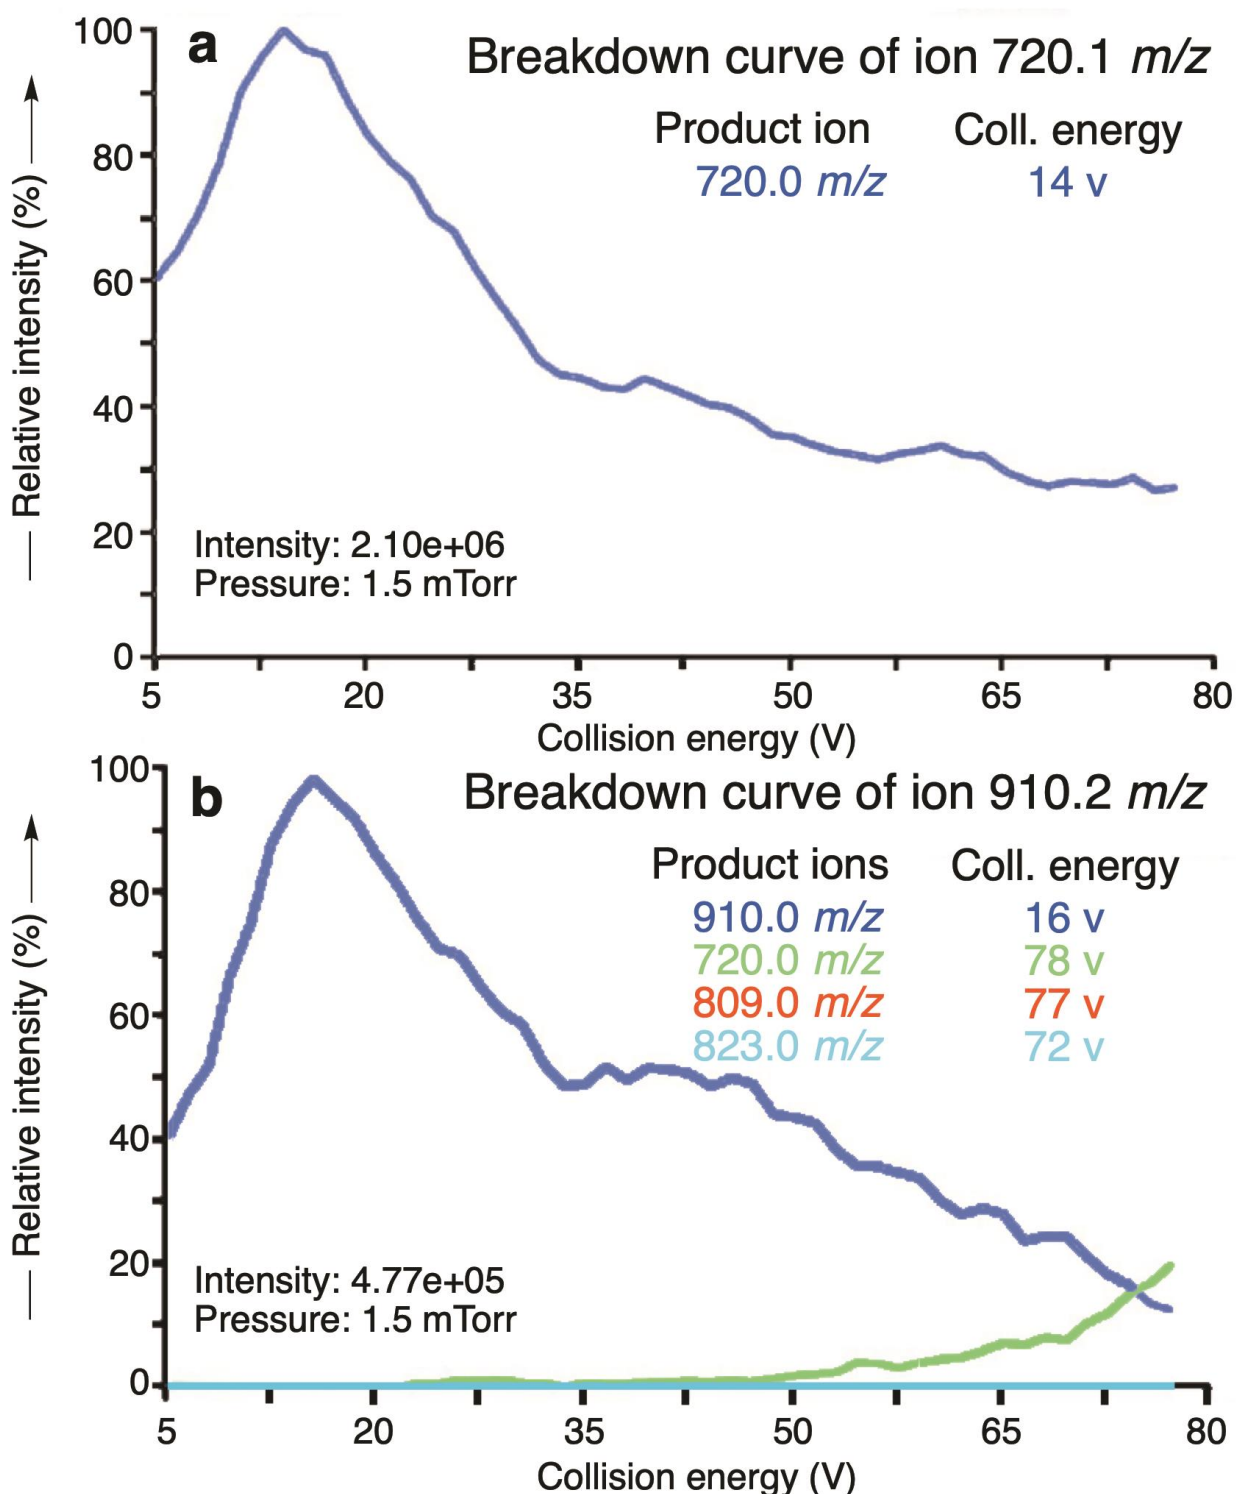 a
Breakdown curve of ion 720.1 m/z
Product ion Coll. energy
720.0 m/z 14 v
100
80
60
40
20
0
Relative intensity (%)
Intensity: 2.10e+06
Pressure: 1.5 mTorr
5 20 35 50 65 80
Collision energy (V)
b
Breakdown curve of ion 910.2 m/z
Product ions Coll. energy
910.0 m/z 16 v
720.0 m/z 78 v
809.0 m/z 77 v
823.0 m/z 72 v
100
80
60
40
20
0
Relative intensity (%)
Intensity: 4.77e+05
Pressure: 1.5 mTorr
5 20 35 50 65 80
Collision energy (V)